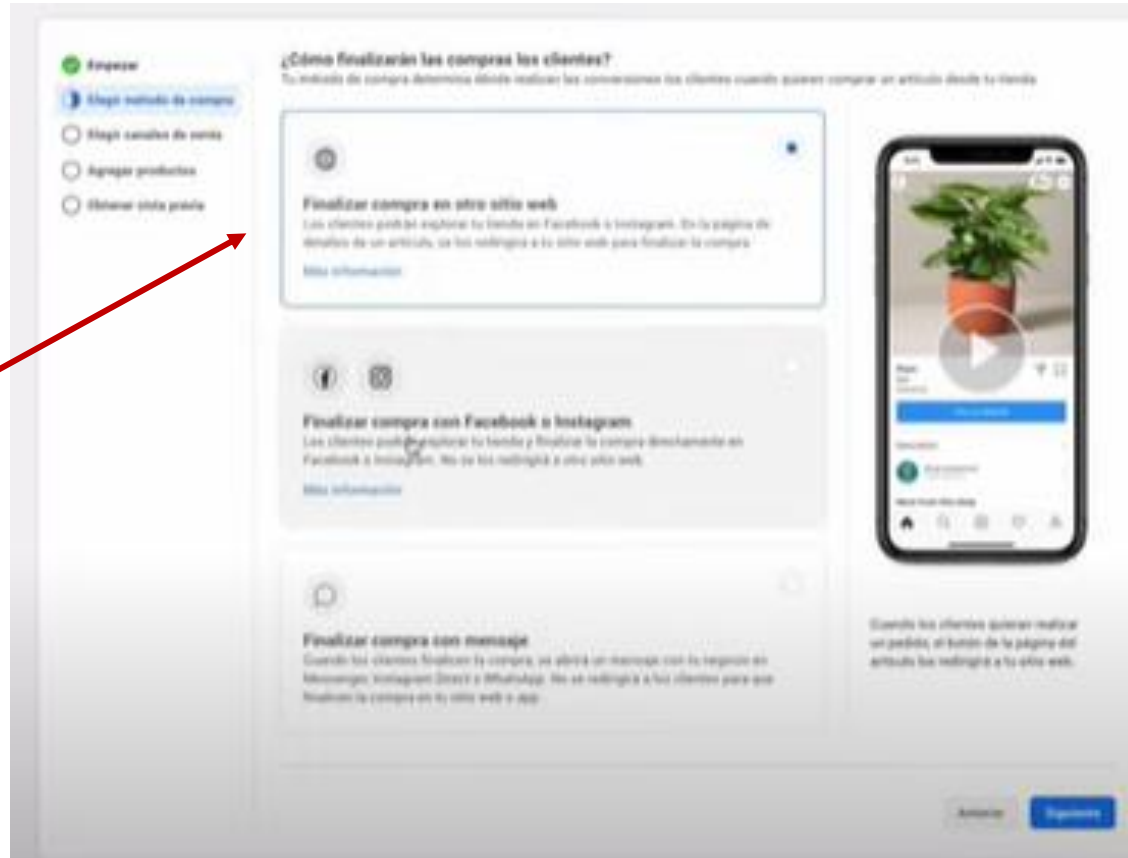 Empezar
Elegir método de compra
Elegir canales de venta
Agregar productos
Obtener vista previa
¿Cómo finalizarán las compras los clientes?
Tu método de compra determina dónde realizan las conversiones los clientes cuando quieren comprar un artículo desde tu tienda.
Finalizar compra en otro sitio web
Los clientes podrán explorar tu tienda en Facebook o Instagram. En la página de
detalles de un artículo, se los redirigirá a tu sitio web para finalizar la compra.
Más información
Finalizar compra con Facebook o Instagram
Los clientes podrán explorar tu tienda y finalizar la compra directamente en
Facebook o Instagram. No se los redirigirá a otro sitio web.
Más información
Finalizar compra con mensaje
Cuando los clientes finalicen la compra, se abrirá un mensaje con tu negocio en
Messenger, Instagram Direct o WhatsApp. No se redirigirá a los clientes para que
finalicen la compra en tu sitio web o app.
Cuando los clientes quieran realizar
un pedido, el botón de la página del
artículo los redirigirá a tu sitio web.
Anterior
Siguiente